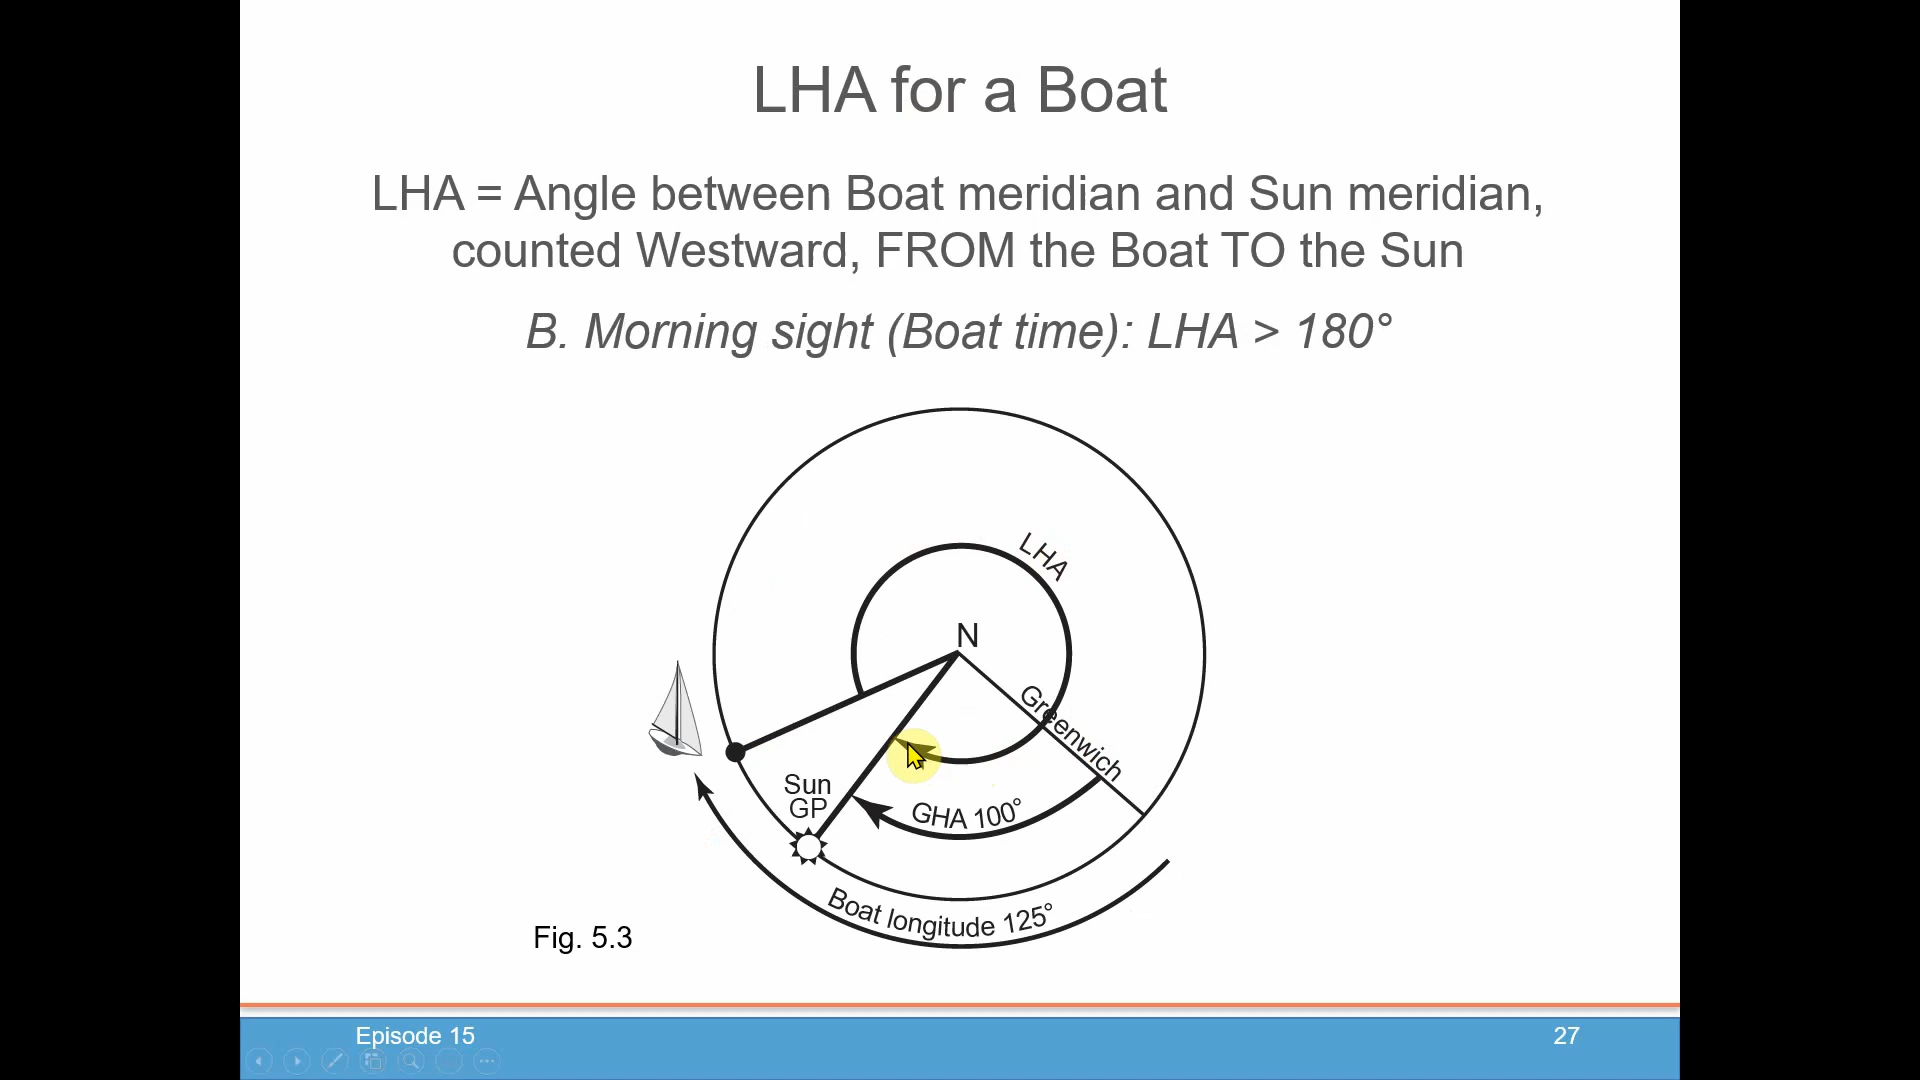 LHA for a Boat
LHA = Angle between Boat meridian and Sun meridian,
counted Westward, FROM the Boat TO the Sun
B. Morning sight (Boat time): LHA > 180°
LHA
N
Greenwich
Sun
GP
GHA 100°
Boat longitude 125°
Fig. 5.3
Episode 15
27